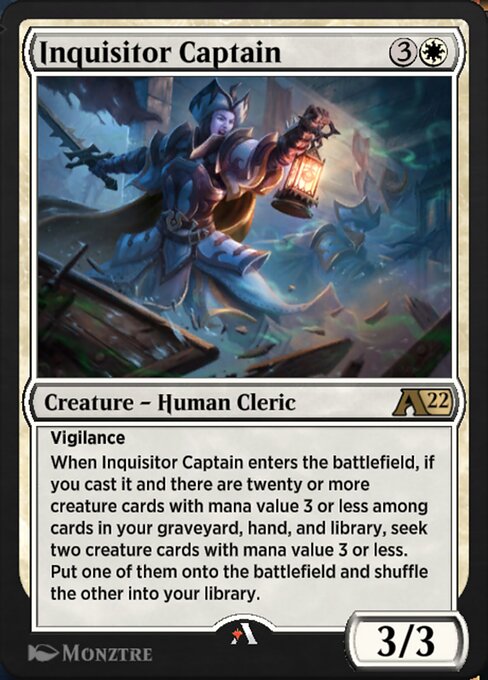 Inquisitor Captain 3
Creature – Human Cleric A22
Vigilance
When Inquisitor Captain enters the battlefield, if
you cast it and there are twenty or more
creature cards with mana value 3 or less among
cards in your graveyard, hand, and library, seek
two creature cards with mana value 3 or less.
Put one of them onto the battlefield and shuffle
the other into your library.
3/3
Monztre